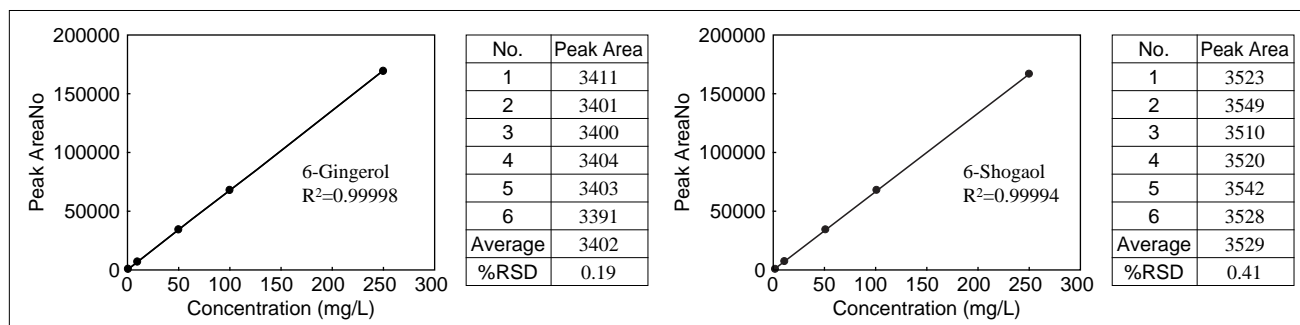 200000
150000
100000
50000
0
Peak AreaNo
6-Gingerol
R²=0.99998
0 50 100 150 200 250 300
Concentration (mg/L)
No. Peak Area
1 3411
2 3401
3 3400
4 3404
5 3403
6 3391
Average 3402
%RSD 0.19
200000
150000
100000
50000
0
Peak AreaNo
6-Shogaol
R²=0.99994
0 50 100 150 200 250 300
Concentration (mg/L)
No. Peak Area
1 3523
2 3549
3 3510
4 3520
5 3542
6 3528
Average 3529
%RSD 0.41